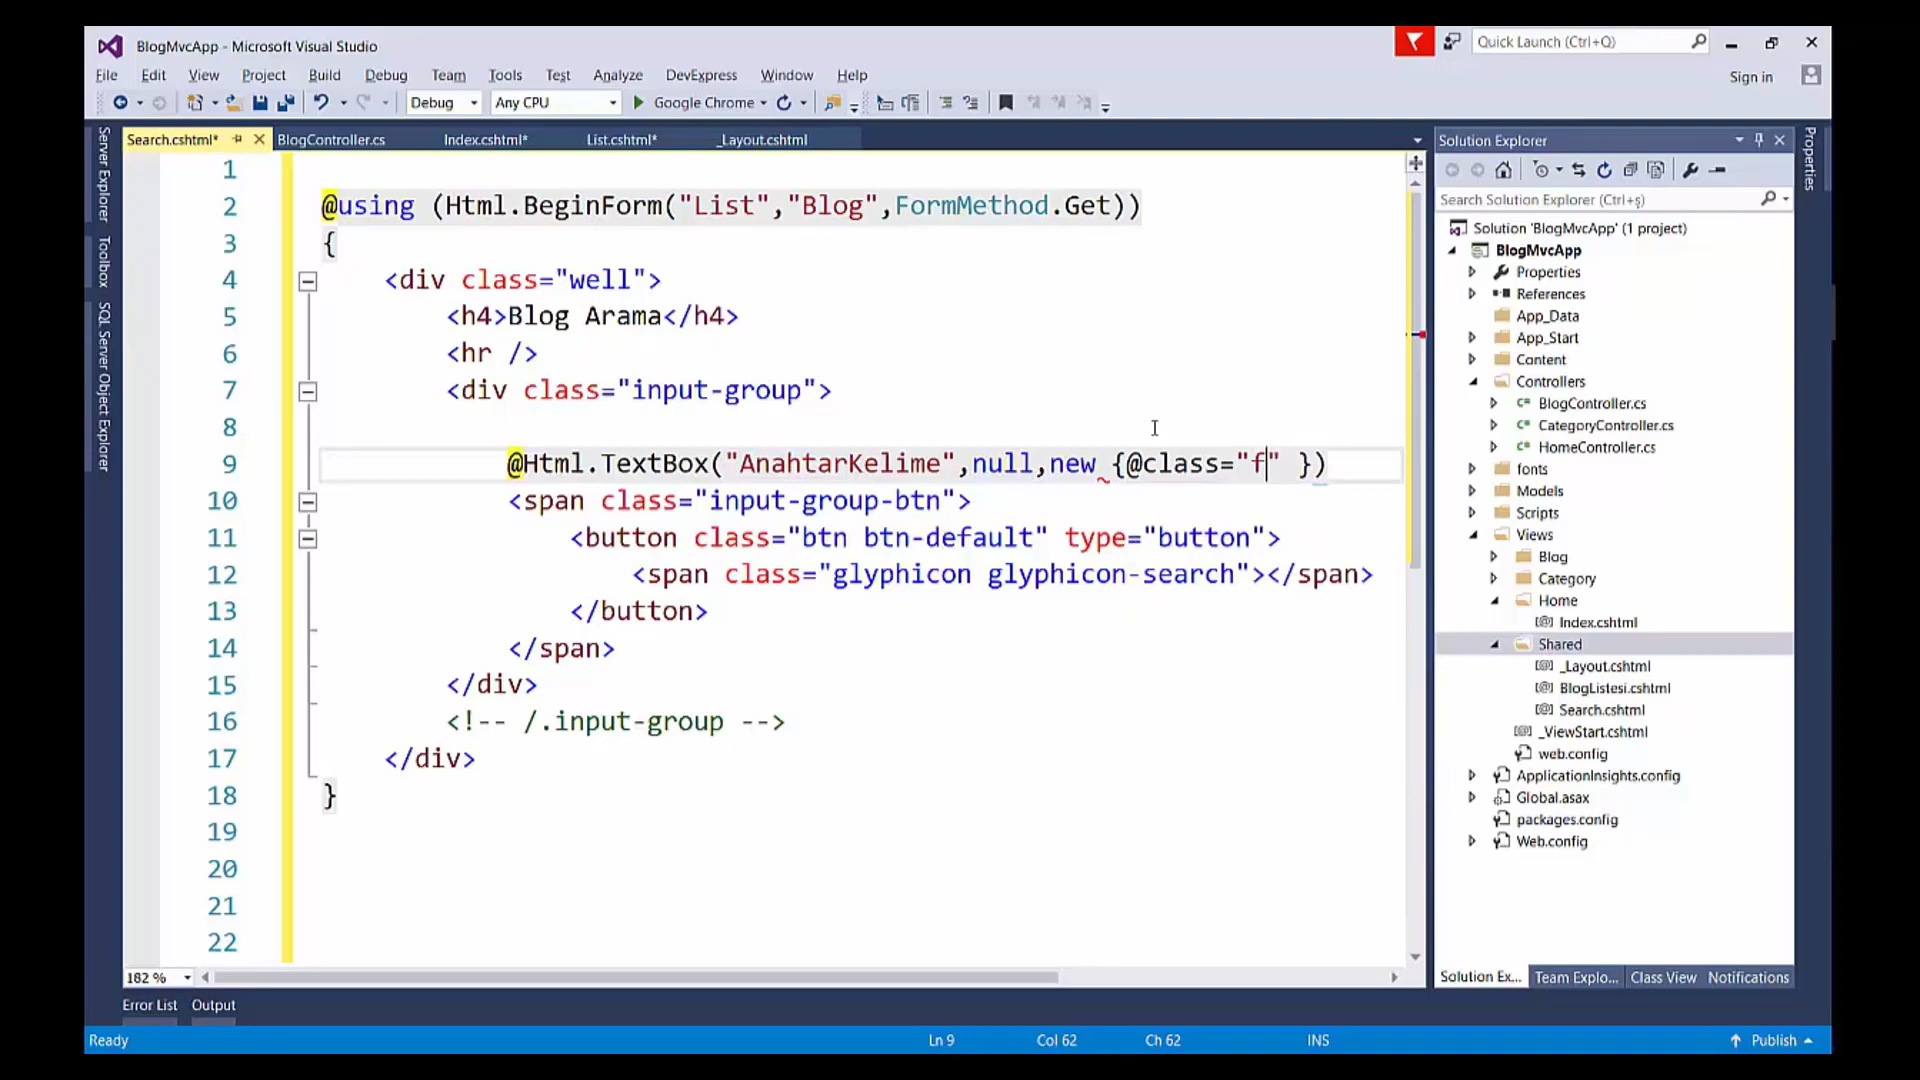 BlogMvcApp - Microsoft Visual Studio
Quick Launch (Ctrl+Q)
File Edit View Project Build Debug Team Tools Test Analyze DevExpress Window Help
Sign in
Debug Any CPU Google Chrome
Search.cshtml* BlogController.cs Index.cshtml* List.cshtml* _Layout.cshtml
Server Explorer
Toolbox
SQL Server Object Explorer
1
2 @using (Html.BeginForm("List","Blog",FormMethod.Get))
3 {
4 <div class="well">
5 <h4>Blog Arama</h4>
6 <hr />
7 <div class="input-group">
8
9 @Html.TextBox("AnahtarKelime",null,new {@class="f" })
10 <span class="input-group-btn">
11 <button class="btn btn-default" type="button">
12 <span class="glyphicon glyphicon-search"></span>
13 </button>
14 </span>
15 </div>
16 <!-- /.input-group -->
17 </div>
18 }
19
20
21
22
182 %
Error List Output
Ready Ln 9 Col 62 Ch 62 INS Publish
Solution Explorer
Search Solution Explorer (Ctrl+ş)
Solution 'BlogMvcApp' (1 project)
BlogMvcApp
Properties
References
App_Data
App_Start
Content
Controllers
BlogController.cs
CategoryController.cs
HomeController.cs
fonts
Models
Scripts
Views
Blog
Category
Home
Index.cshtml
Shared
_Layout.cshtml
BlogListesi.cshtml
Search.cshtml
_ViewStart.cshtml
web.config
ApplicationInsights.config
Global.asax
packages.config
Web.config
Solution Ex... Team Explo... Class View Notifications
Properties